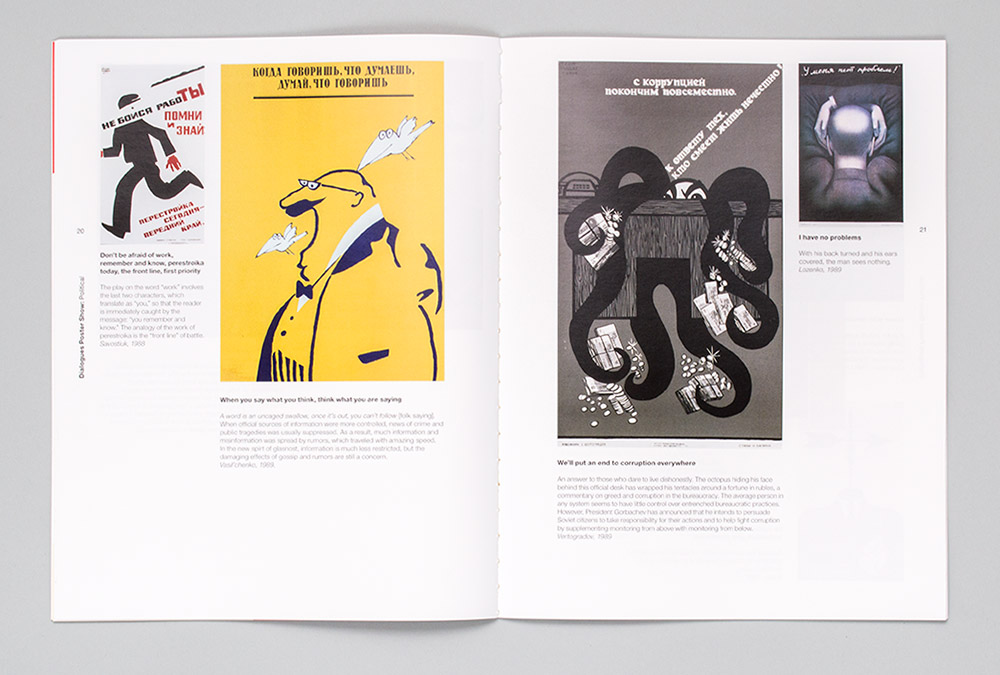 НЕ БОЙСЯ РАБОТЫ
ПОМНИ
И
ЗНАЙ
ПЕРЕСТРОЙКА
СЕГОДНЯ—
ПЕРЕДНИЙ
КРАЙ.
20
Dialogues Poster Show: Political
Don't be afraid of work,
remember and know, perestroika
today, the front line, first priority
The play on the word "work" involves
the last two characters, which
translate as "you," so that the reader
is immediately caught by the
message: "you remember and
know." The analogy of the work of
perestroika is the "front line" of battle.
Savostiuk, 1988
КОГДА ГОВОРИШЬ, ЧТО ДУМАЕШЬ,
ДУМАЙ, ЧТО ГОВОРИШЬ
When you say what you think, think what you are saying
A word is an uncaged swallow, once it's out, you can't follow [folk saying].
When official sources of information were more controlled, news of crime and
public tragedies was usually suppressed. As a result, much information and
misinformation was spread by rumors, which traveled with amazing speed.
In the new spirit of glasnost, information is much less restricted, but the
damaging effects of gossip and rumors are still a concern.
Vasil'chenko, 1989.
С КОРРУПЦИЕЙ
ПОКОНЧИМ ПОВСЕМЕСТНО.
К ОТВЕТУ ТЕХ,
КТО СМЕЕТ ЖИТЬ НЕЧЕСТНО!
We'll put an end to corruption everywhere
An answer to those who dare to live dishonestly. The octopus hiding his face
behind this official desk has wrapped his tentacles around a fortune in rubles, a
commentary on greed and corruption in the bureaucracy. The average person in
any system seems to have little control over entrenched bureaucratic practices.
However, President Gorbachev has announced that he intends to persuade
Soviet citizens to take responsibility for their actions and to help fight corruption
by supplementing monitoring from above with monitoring from below.
Vertogradov, 1989
У меня нет проблем!
21
I have no problems
With his back turned and his ears
covered, the man sees nothing.
Lozenko, 1989